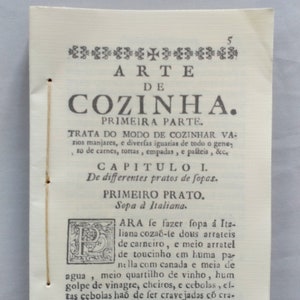 5
ARTE
DE
COZINHA.
PRIMEIRA PARTE.
TRATA DO MODO DE COZINHAR VA-
rios manjares, e diversas iguarias de todo o gene-
ro de carnes, tortas, empadas, e pasteis, &c.
CAPITULO I.
De differentes pratos de sopas.
PRIMEIRO PRATO.
Sopa á Italiana.
PARA se fazer sopa á Ita-
liana cozaõ-se dous arrateis
de carneiro, e meio arratel
de toucinho em huma pa-
nella com canada e meia de
agua, meio quartilho de vinho, hum
golpe de vinagre, cheiros, e cebolas, es-
tas cebolas haõ de ser cravejadas cõ cra-